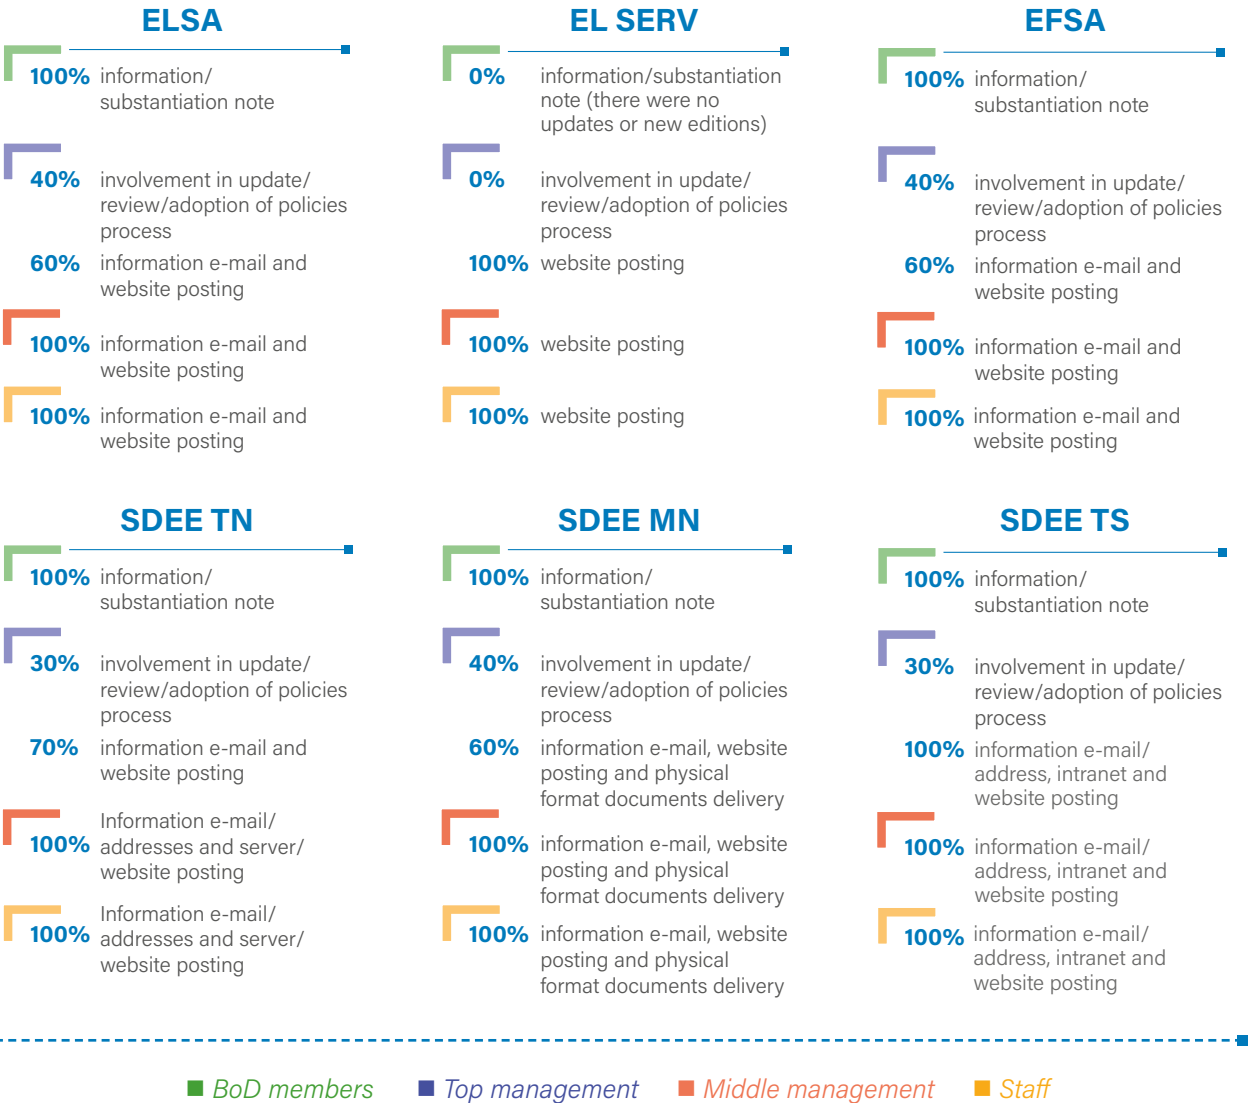 ELSA
100% information/
substantiation note
40% involvement in update/
review/adoption of policies
process
60% information e-mail and
website posting
100% information e-mail and
website posting
100% information e-mail and
website posting
EL SERV
0% information/substantiation
note (there were no
updates or new editions)
0% involvement in update/
review/adoption of policies
process
100% website posting
100% website posting
100% website posting
EFSA
100% information/
substantiation note
40% involvement in update/
review/adoption of policies
process
60% information e-mail and
website posting
100% information e-mail and
website posting
100% information e-mail and
website posting
SDEE TN
100% information/
substantiation note
30% involvement in update/
review/adoption of policies
process
70% information e-mail and
website posting
Information e-mail/
100% addresses and server/
website posting
Information e-mail/
100% addresses and server/
website posting
SDEE MN
100% information/
substantiation note
40% involvement in update/
review/adoption of policies
process
60% information e-mail, website
posting and physical
format documents delivery
100% information e-mail, website
posting and physical
format documents delivery
100% information e-mail, website
posting and physical
format documents delivery
SDEE TS
100% information/
substantiation note
30% involvement in update/
review/adoption of policies
process
100% information e-mail/
address, intranet and
website posting
100% information e-mail/
address, intranet and
website posting
100% information e-mail/
address, intranet and
website posting
BoD members Top management Middle management Staff